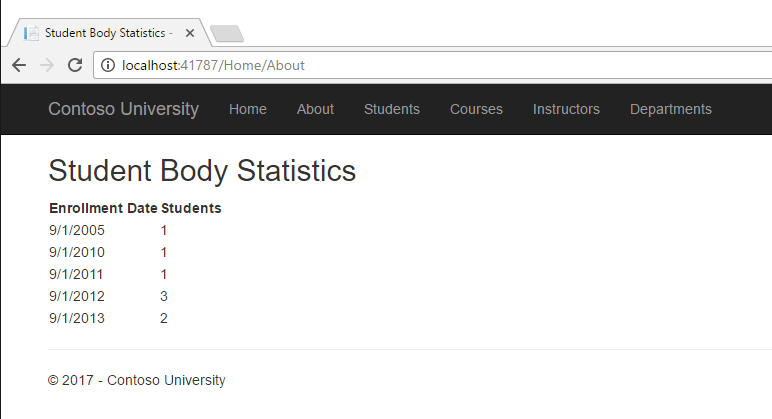 Student Body Statistics -
localhost:41787/Home/About
Contoso University Home About Students Courses Instructors Departments
Student Body Statistics
Enrollment Date Students
9/1/2005 1
9/1/2010 1
9/1/2011 1
9/1/2012 3
9/1/2013 2
© 2017 - Contoso University